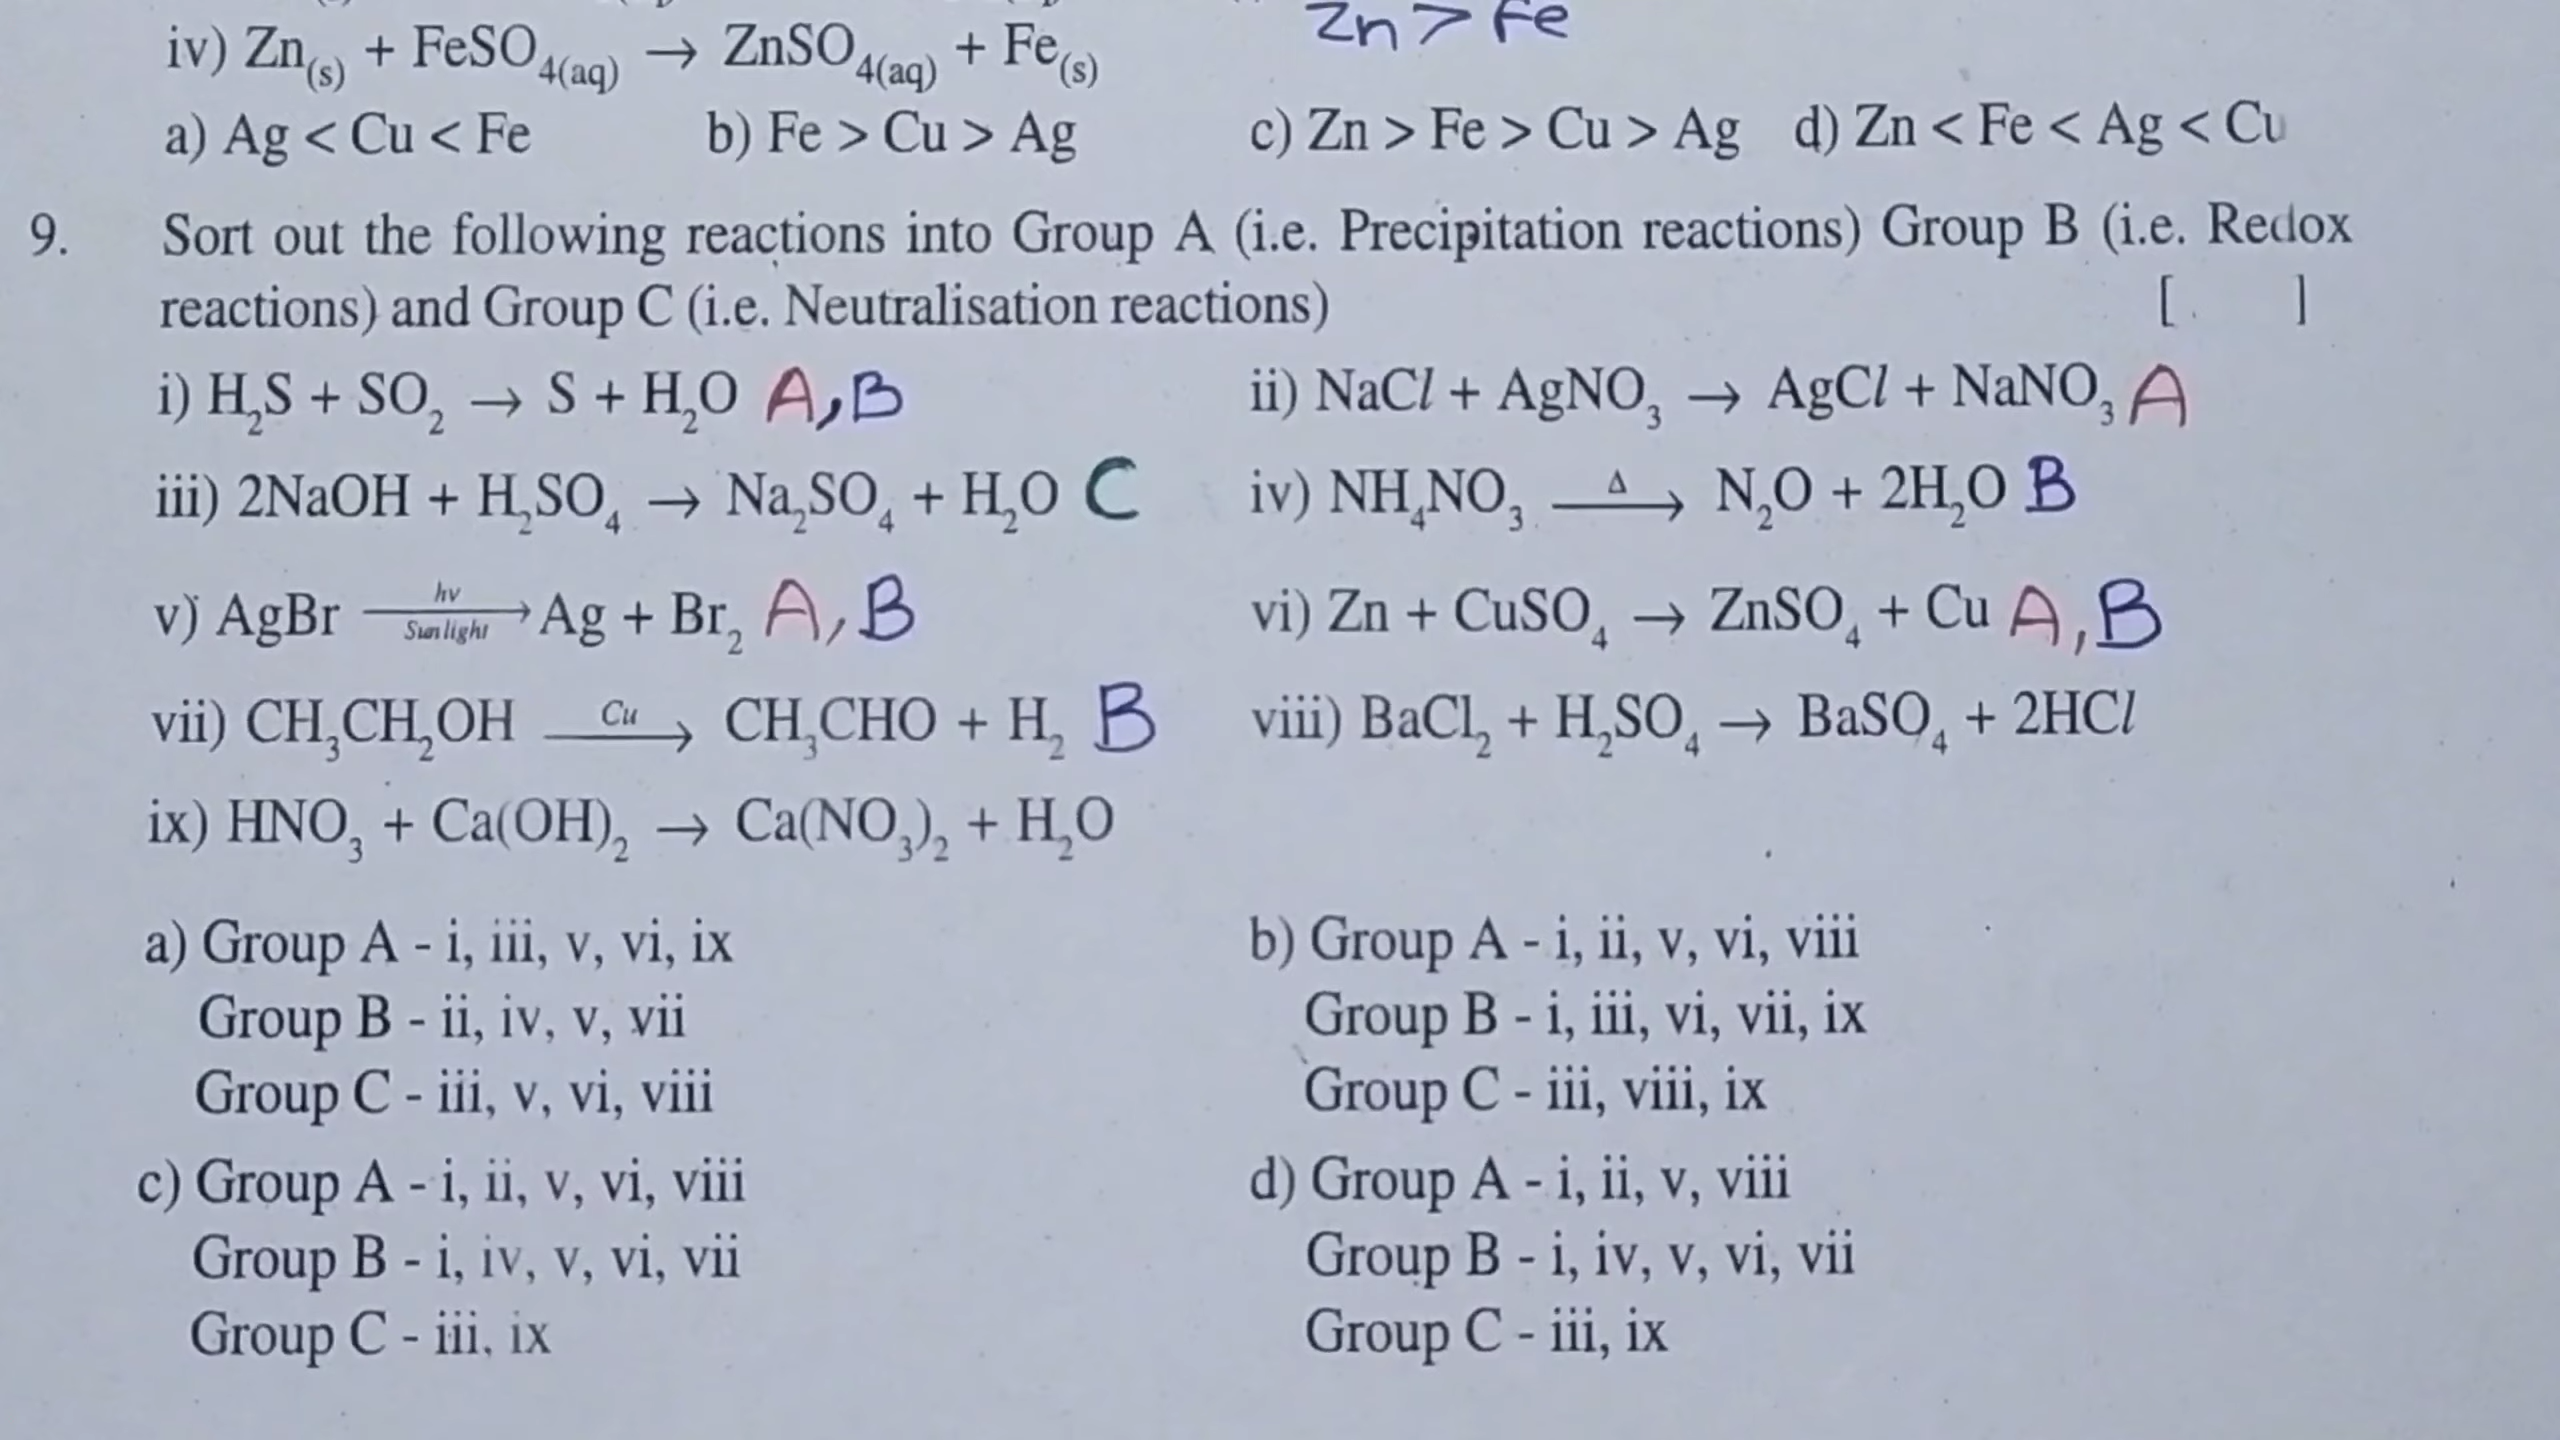 Zn > Fe
iv) Zn(s) + FeSO4(aq) → ZnSO4(aq) + Fe(s)
a) Ag < Cu < Fe b) Fe > Cu > Ag c) Zn > Fe > Cu > Ag d) Zn < Fe < Ag < Cu
9. Sort out the following reactions into Group A (i.e. Precipitation reactions) Group B (i.e. Redox
reactions) and Group C (i.e. Neutralisation reactions) [ ]
i) H2S + SO2 → S + H2O A,B ii) NaCl + AgNO3 → AgCl + NaNO3 A
iii) 2NaOH + H2SO4 → Na2SO4 + H2O C iv) NH4NO3 Δ→ N2O + 2H2O B
v) AgBr hv Sunlight→ Ag + Br2 A,B vi) Zn + CuSO4 → ZnSO4 + Cu A,B
vii) CH3CH2OH Cu→ CH3CHO + H2 B viii) BaCl2 + H2SO4 → BaSO4 + 2HCl
ix) HNO3 + Ca(OH)2 → Ca(NO3)2 + H2O
a) Group A - i, iii, v, vi, ix
Group B - ii, iv, v, vii
Group C - iii, v, vi, viii
b) Group A - i, ii, v, vi, viii
Group B - i, iii, vi, vii, ix
Group C - iii, viii, ix
c) Group A - i, ii, v, vi, viii
Group B - i, iv, v, vi, vii
Group C - iii, ix
d) Group A - i, ii, v, viii
Group B - i, iv, v, vi, vii
Group C - iii, ix